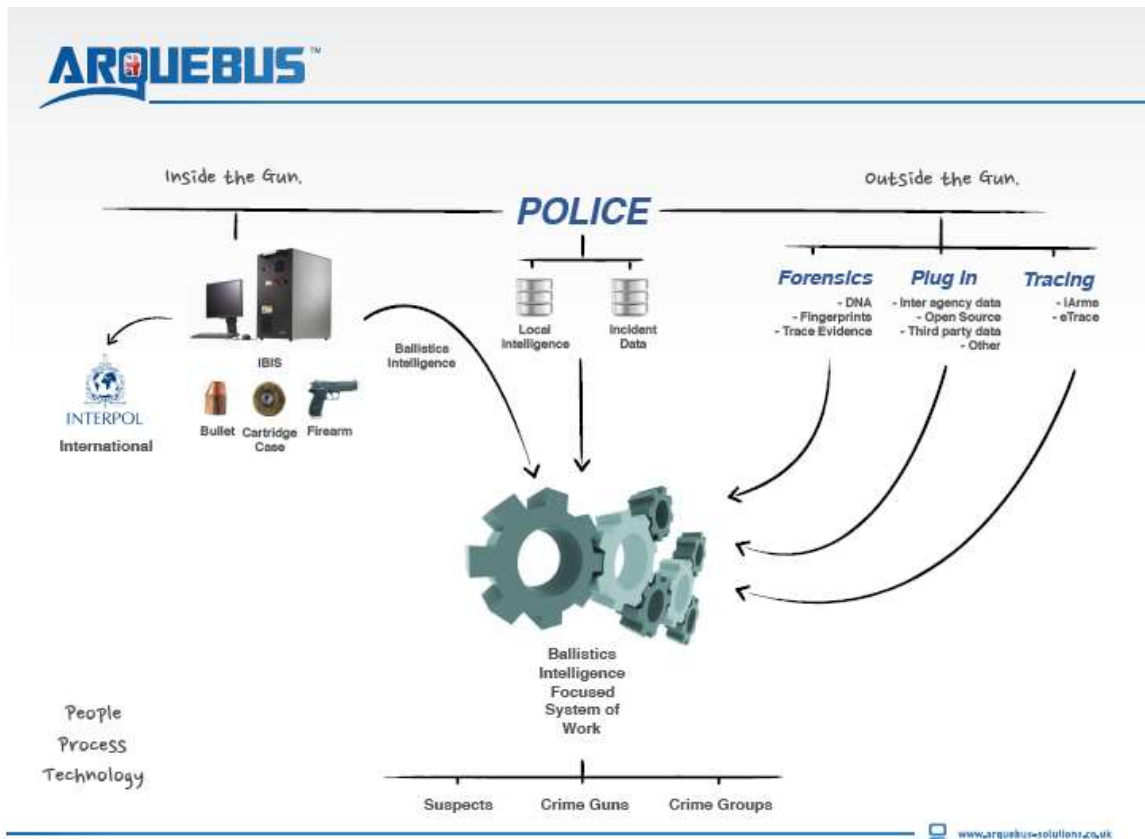 ARQUEBUS™
Inside the Gun.
Outside the Gun.
POLICE
Forensics
- DNA
- Fingerprints
- Trace Evidence
Plug in
- Inter agency data
- Open Source
- Third party data
- Other
Tracing
- iArme
- eTrace
Local
Intelligence
Incident
Data
Ballistics
Intelligence
IBIS
INTERPOL
International
Bullet
Cartridge
Case
Firearm
Ballistics
Intelligence
Focused
System of
Work
People
Process
Technology
Suspects
Crime Guns
Crime Groups
www.arquebus-solutions.co.uk